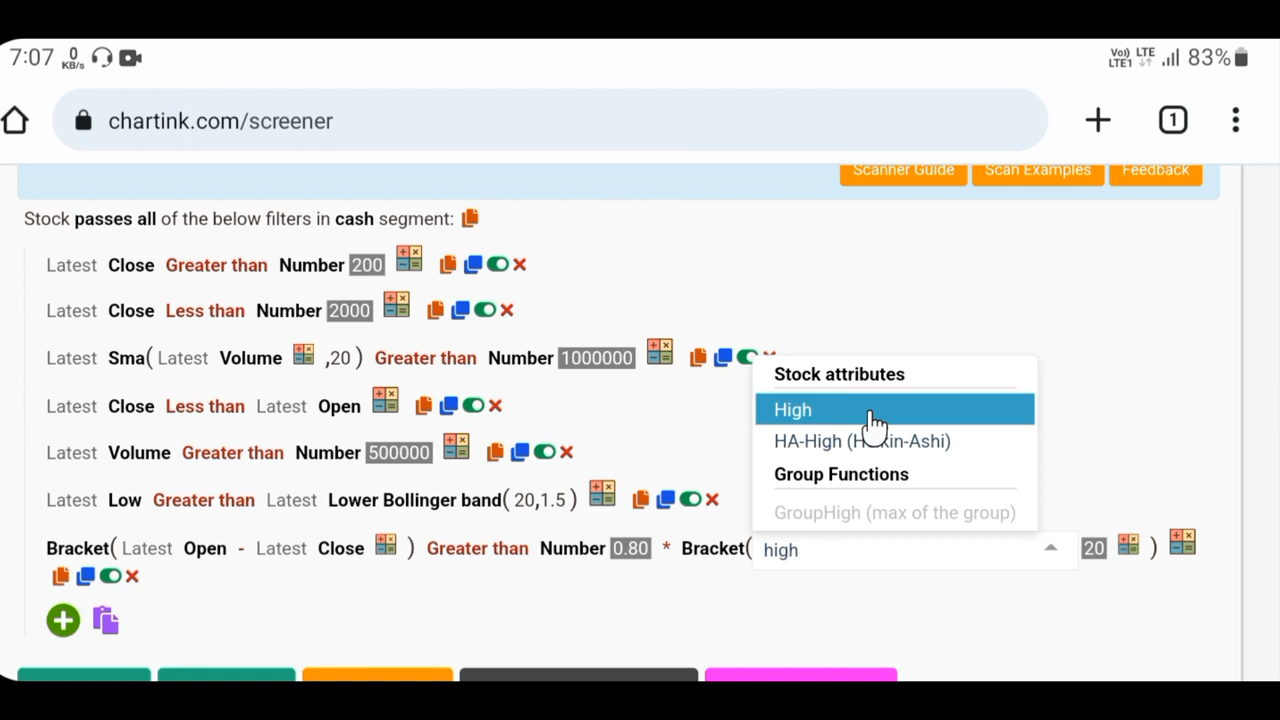 7:07 0 KB/s Vo) LTE1 LTE 83%
chartink.com/screener 1
Scanner Guide Scan Examples Feedback
Stock passes all of the below filters in cash segment:
Latest Close Greater than Number 200
Latest Close Less than Number 2000
Latest Sma( Latest Volume ,20 ) Greater than Number 1000000
Latest Close Less than Latest Open
Latest Volume Greater than Number 500000
Latest Low Greater than Latest Lower Bollinger band( 20,1.5 )
Bracket( Latest Open - Latest Close ) Greater than Number 0.80 * Bracket( high 20 )
Stock attributes
High
HA-High (H kin-Ashi)
Group Functions
GroupHigh (max of the group)